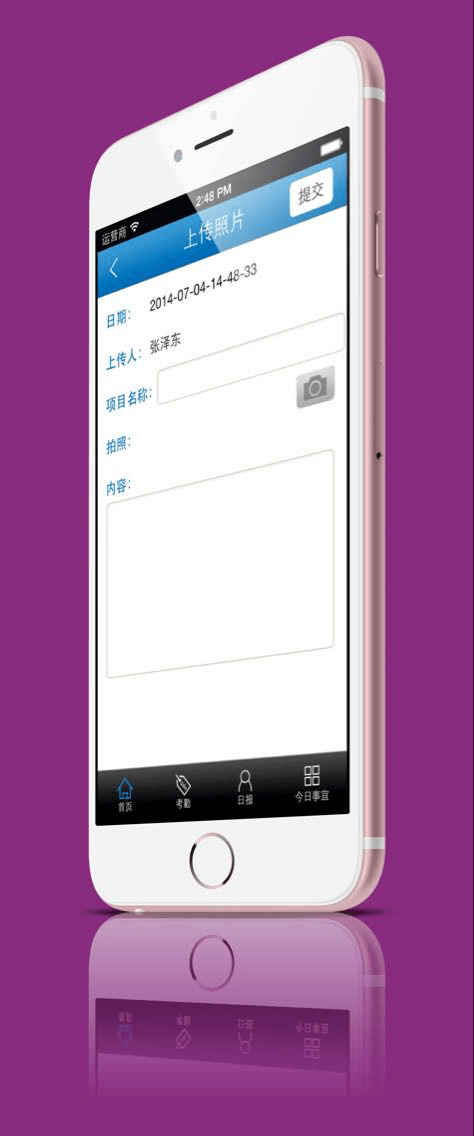 运营商 2:48 PM
上传照片 提交
日期： 2014-07-04-14-48-33
上传人： 张泽东
项目名称：
拍照：
内容：
首页 考勤 日报 今日事宜